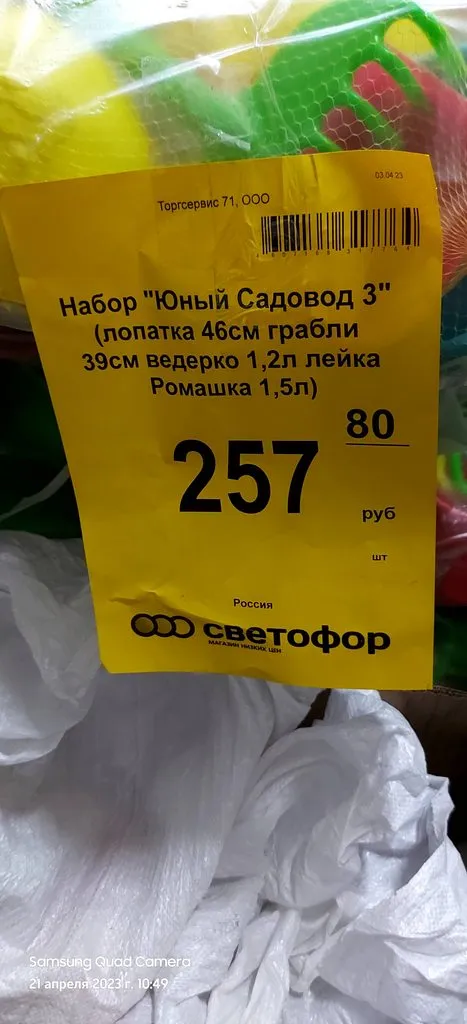 03.04.23
Торгсервис 71, ООО
Набор "Юный Садовод 3"
(лопатка 46см грабли
39см ведерко 1,2л лейка
Ромашка 1,5л)
257 80
руб
шт
Россия
светофор
МАГАЗИН НИЗКИХ ЦЕН
Samsung Quad Camera
21 апреля 2023 г. 10:49